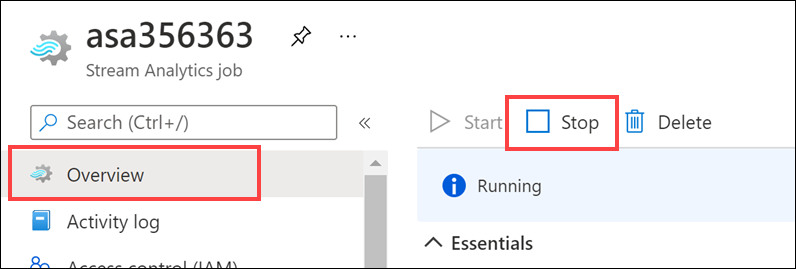 asa356363
...
Stream Analytics job
Search (Ctrl+/)
«
Start
Stop
Delete
Overview
Running
Activity log
Essentials
Access control (IAM)